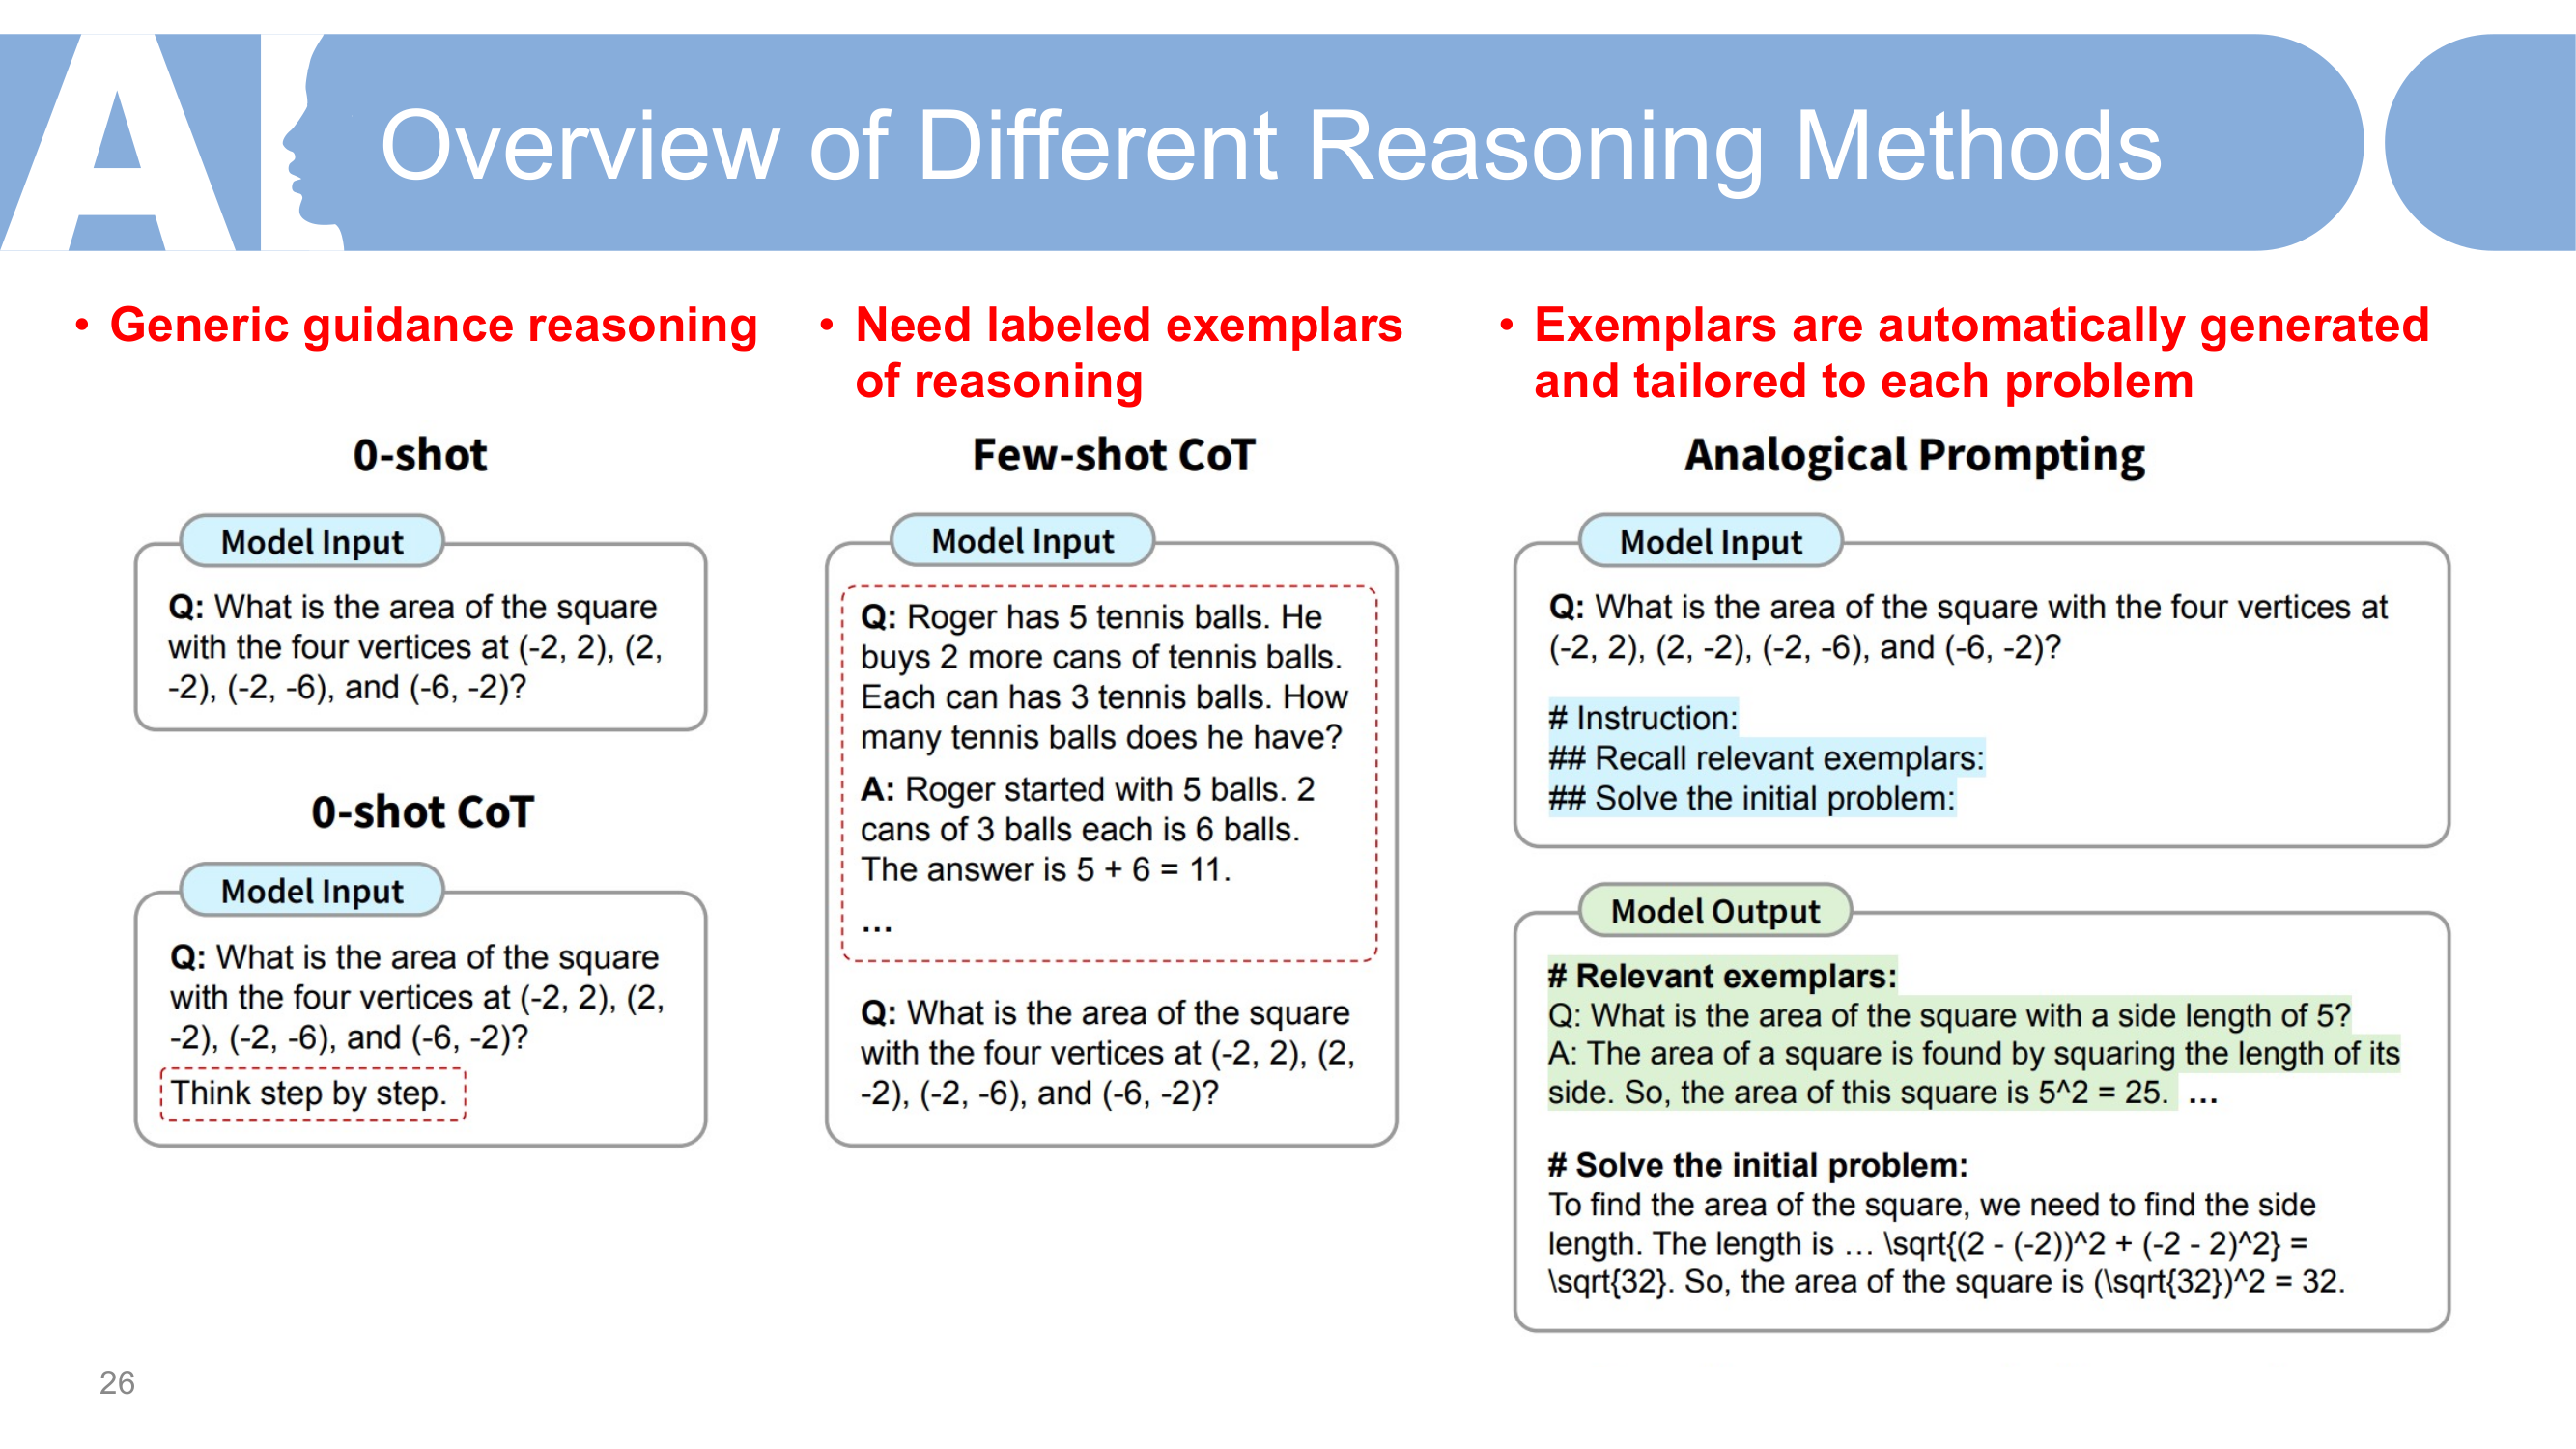 AI
Overview of Different Reasoning Methods
• Generic guidance reasoning
• Need labeled exemplars
of reasoning
• Exemplars are automatically generated
and tailored to each problem
0-shot
Model Input
Q: What is the area of the square
with the four vertices at (-2, 2), (2,
-2), (-2, -6), and (-6, -2)?
0-shot CoT
Model Input
Q: What is the area of the square
with the four vertices at (-2, 2), (2,
-2), (-2, -6), and (-6, -2)?
Think step by step.
Few-shot CoT
Model Input
Q: Roger has 5 tennis balls. He
buys 2 more cans of tennis balls.
Each can has 3 tennis balls. How
many tennis balls does he have?
A: Roger started with 5 balls. 2
cans of 3 balls each is 6 balls.
The answer is 5 + 6 = 11.
...
Q: What is the area of the square
with the four vertices at (-2, 2), (2,
-2), (-2, -6), and (-6, -2)?
Analogical Prompting
Model Input
Q: What is the area of the square with the four vertices at
(-2, 2), (2, -2), (-2, -6), and (-6, -2)?
# Instruction:
## Recall relevant exemplars:
## Solve the initial problem:
Model Output
# Relevant exemplars:
Q: What is the area of the square with a side length of 5?
A: The area of a square is found by squaring the length of its
side. So, the area of this square is 5^2 = 25. ...
# Solve the initial problem:
To find the area of the square, we need to find the side
length. The length is … \sqrt{(2 - (-2))^2 + (-2 - 2)^2} =
\sqrt{32}. So, the area of the square is (\sqrt{32})^2 = 32.
26